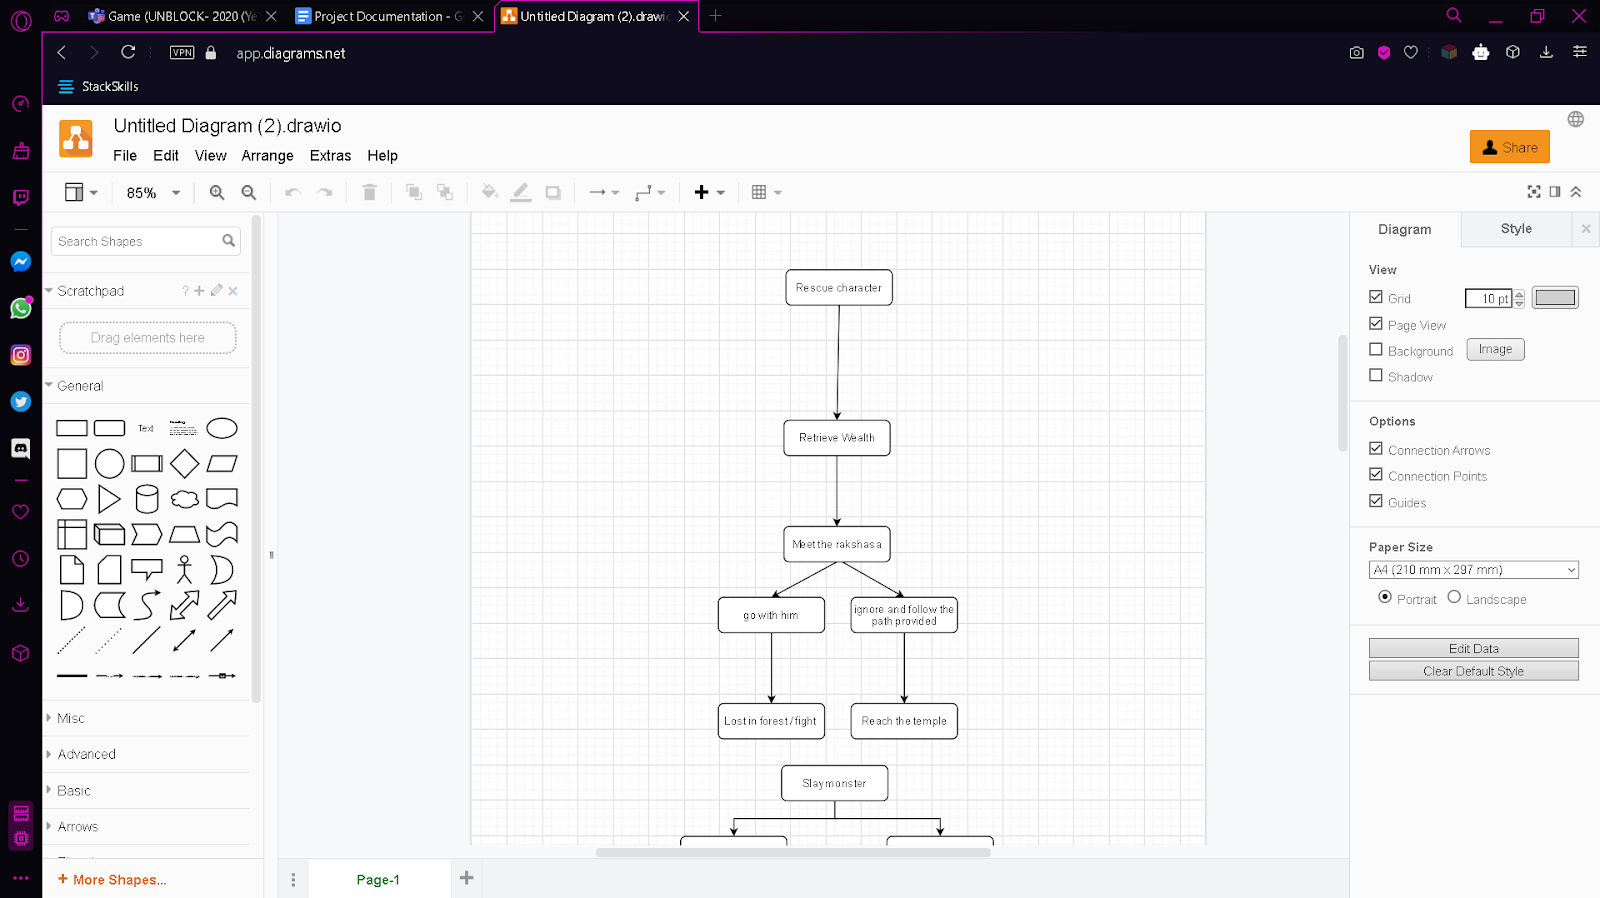 Game (UNBLOCK- 2020 (Ye
Project Documentation - G
Untitled Diagram (2).drawio
VPN
app.diagrams.net
StackSkills
Untitled Diagram (2).drawio
File Edit View Arrange Extras Help
Share
85%
Search Shapes
Scratchpad
?
Drag elements here
General
Text
Heading
Misc
Advanced
Basic
Arrows
+ More Shapes...
Rescue character
Retrieve Wealth
Meet the rakshasa
go with him
ignore and follow the
path provided
Lost in forest / fight
Reach the temple
Slay monster
Page-1
Diagram
Style
View
Grid
10 pt
Page View
Background
Image
Shadow
Options
Connection Arrows
Connection Points
Guides
Paper Size
A4 (210 mm x 297 mm)
Portrait
Landscape
Edit Data
Clear Default Style